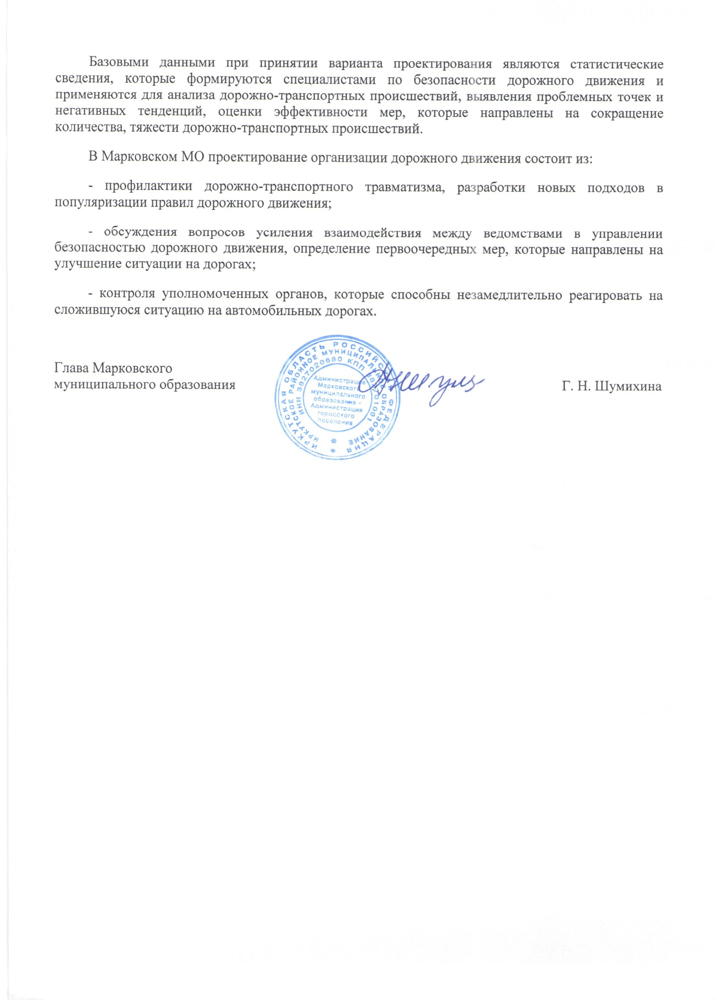 Базовыми данными при принятии варианта проектирования являются статистические
сведения, которые формируются специалистами по безопасности дорожного движения и
применяются для анализа дорожно-транспортных происшествий, выявления проблемных точек и
негативных тенденций, оценки эффективности мер, которые направлены на сокращение
количества, тяжести дорожно-транспортных происшествий.
В Марковском МО проектирование организации дорожного движения состоит из:
- профилактики дорожно-транспортного травматизма, разработки новых подходов в
популяризации правил дорожного движения;
- обсуждения вопросов усиления взаимодействия между ведомствами в управлении
безопасностью дорожного движения, определение первоочередных мер, которые направлены на
улучшение ситуации на дорогах;
- контроля уполномоченных органов, которые способны незамедлительно реагировать на
сложившуюся ситуацию на автомобильных дорогах.
Глава Марковского
муниципального образования
Г. Н. Шумихина
ИРКУТСКАЯ ОБЛАСТЬ РОССИЙСКАЯ ФЕДЕРАЦИЯ
ИРКУТСКОЕ РАЙОННОЕ МУНИЦИПАЛЬНОЕ ОБРАЗОВАНИЕ
ИНН 3827020680 КПП
Администрация
Марковского
муниципального
образования -
Администрация
городского
поселения